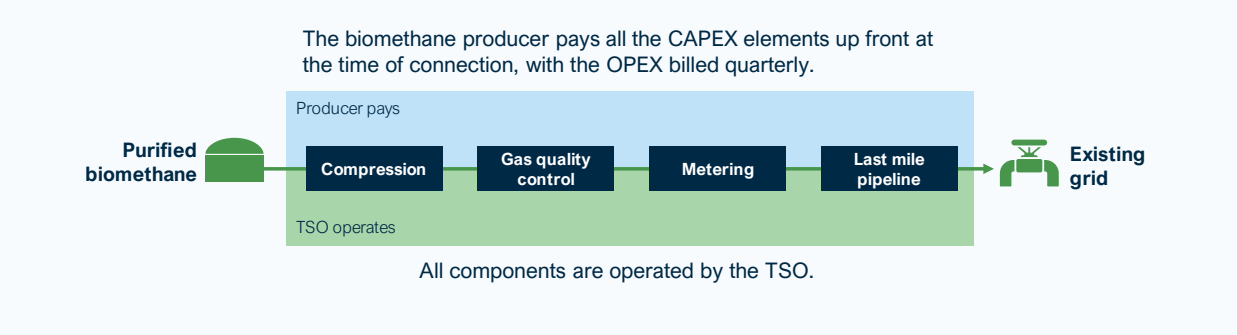 The biomethane producer pays all the CAPEX elements up front at
the time of connection, with the OPEX billed quarterly.
Producer pays
Purified
biomethane
Compression
Gas quality
control
Metering
Last mile
pipeline
Existing
grid
TSO operates
All components are operated by the TSO.